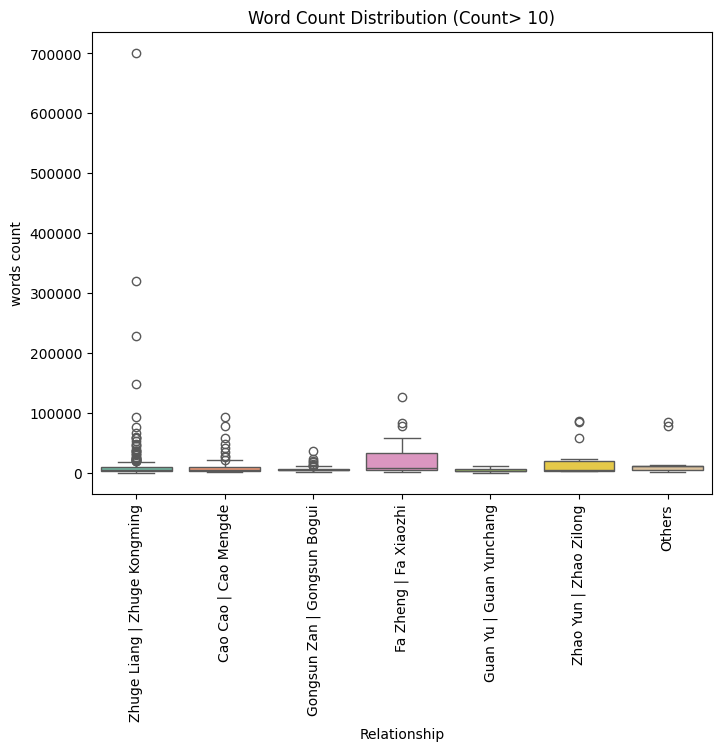 Word Count Distribution (Count> 10)
700000
600000
500000
400000
300000
200000
100000
0
words count
Zhuge Liang | Zhuge Kongming
Cao Cao | Cao Mengde
Gongsun Zan | Gongsun Bogui
Fa Zheng | Fa Xiaozhi
Guan Yu | Guan Yunchang
Zhao Yun | Zhao Zilong
Others
Relationship